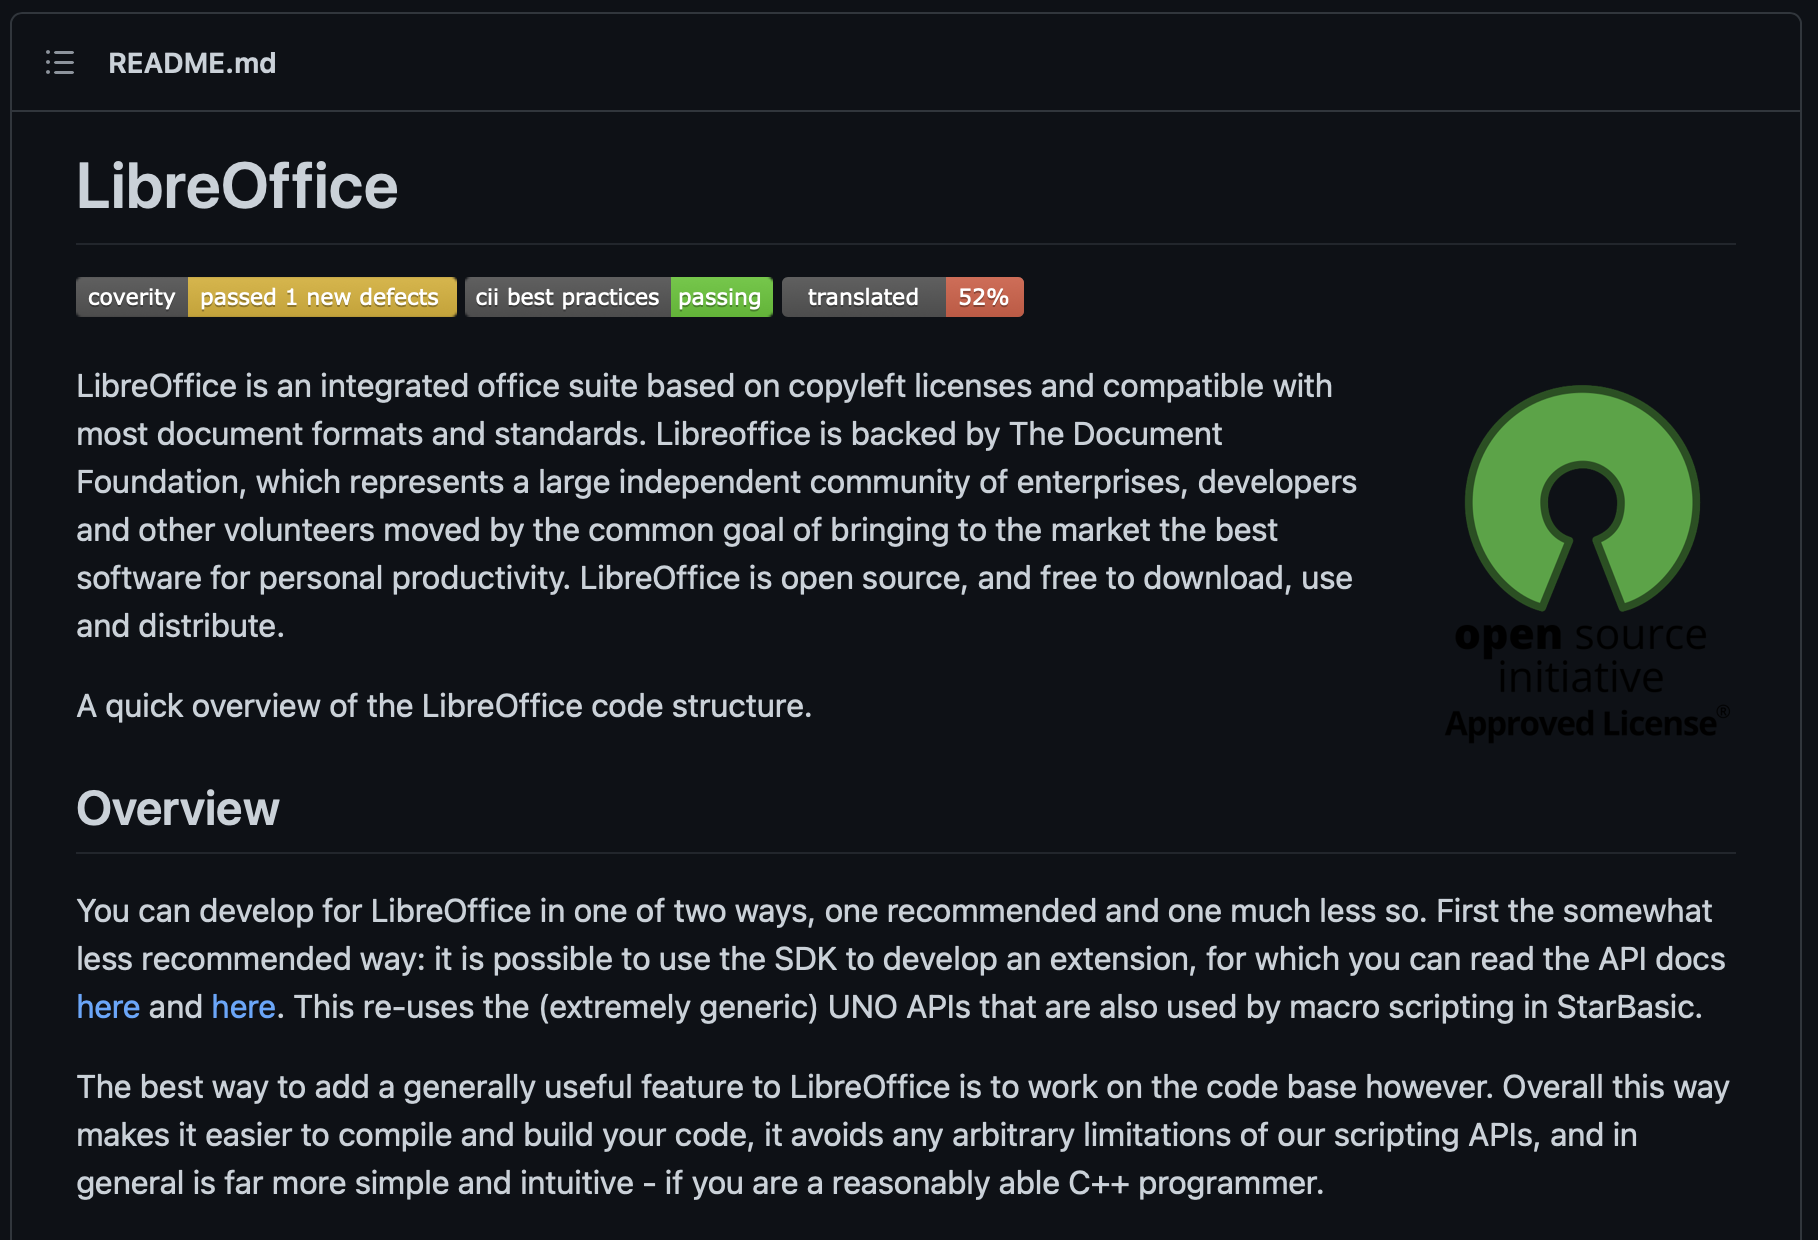 README.md
LibreOffice
coverity passed 1 new defects cii best practices passing translated 52%
LibreOffice is an integrated office suite based on copyleft licenses and compatible with
most document formats and standards. Libreoffice is backed by The Document
Foundation, which represents a large independent community of enterprises, developers
and other volunteers moved by the common goal of bringing to the market the best
software for personal productivity. LibreOffice is open source, and free to download, use
and distribute.
open source
initiative
Approved License®
A quick overview of the LibreOffice code structure.
Overview
You can develop for LibreOffice in one of two ways, one recommended and one much less so. First the somewhat
less recommended way: it is possible to use the SDK to develop an extension, for which you can read the API docs
here and here. This re-uses the (extremely generic) UNO APIs that are also used by macro scripting in StarBasic.
The best way to add a generally useful feature to LibreOffice is to work on the code base however. Overall this way
makes it easier to compile and build your code, it avoids any arbitrary limitations of our scripting APIs, and in
general is far more simple and intuitive - if you are a reasonably able C++ programmer.